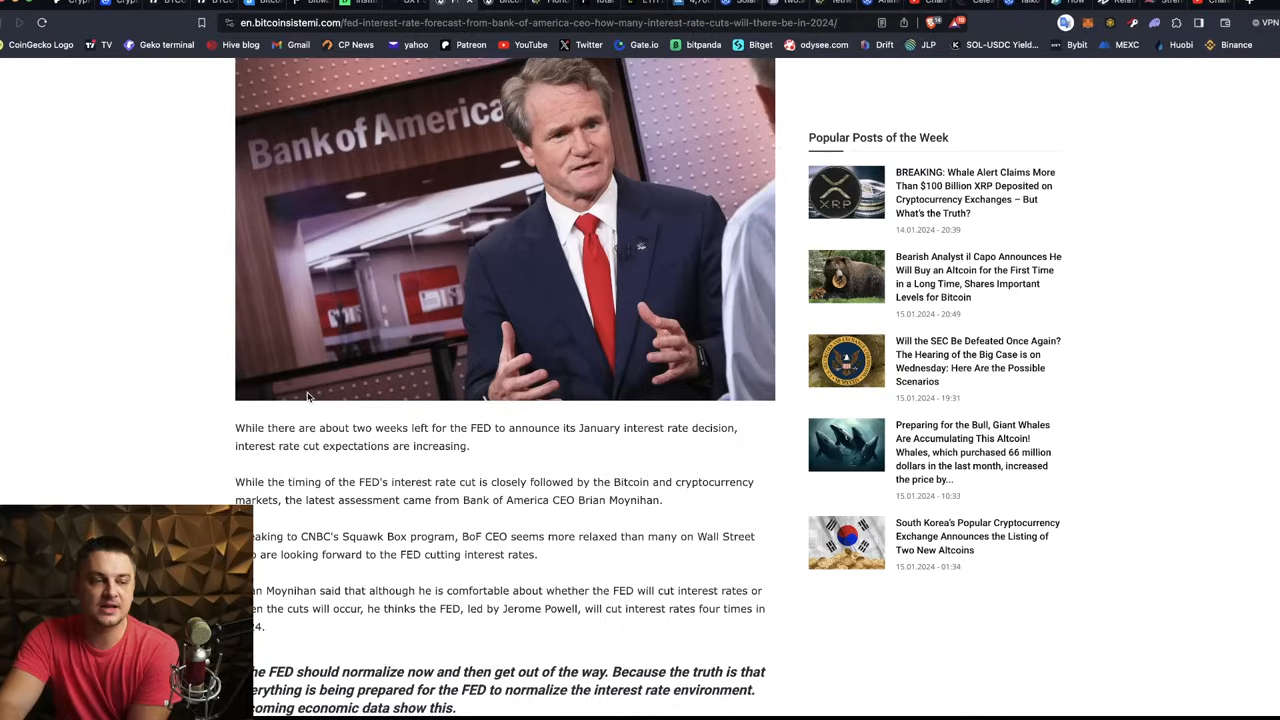 en.bitcoinsistemi.com/fed-interest-rate-forecast-from-bank-of-america-ceo-how-many-interest-rate-cuts-will-there-be-in-2024/
VPN
CoinGecko Logo TV Geko terminal Hive blog Gmail CP News yahoo Patreon YouTube Twitter Gate.io bitpanda Bitget odysee.com Drift JLP SOL-USDC Yiel... Bybit MEXC Huobi Binance
Bank of America
While there are about two weeks left for the FED to announce its January interest rate decision,
interest rate cut expectations are increasing.
While the timing of the FED's interest rate cut is closely followed by the Bitcoin and cryptocurrency
markets, the latest assessment came from Bank of America CEO Brian Moynihan.
eaking to CNBC's Squawk Box program, BoF CEO seems more relaxed than many on Wall Street
are looking forward to the FED cutting interest rates.
an Moynihan said that although he is comfortable about whether the FED will cut interest rates or
en the cuts will occur, he thinks the FED, led by Jerome Powell, will cut interest rates four times in
24.
he FED should normalize now and then get out of the way. Because the truth is that
erything is being prepared for the FED to normalize the interest rate environment.
coming economic data show this.
Popular Posts of the Week
BREAKING: Whale Alert Claims More
Than $100 Billion XRP Deposited on
Cryptocurrency Exchanges – But
What's the Truth?
14.01.2024 - 20:39
XRP
Bearish Analyst il Capo Announces He
Will Buy an Altcoin for the First Time
in a Long Time, Shares Important
Levels for Bitcoin
15.01.2024 - 20:49
Will the SEC Be Defeated Once Again?
The Hearing of the Big Case is on
Wednesday: Here Are the Possible
Scenarios
15.01.2024 - 19:31
Preparing for the Bull, Giant Whales
Are Accumulating This Altcoin!
Whales, which purchased 66 million
dollars in the last month, increased
the price by...
15.01.2024 - 10:33
South Korea's Popular Cryptocurrency
Exchange Announces the Listing of
Two New Altcoins
15.01.2024 - 01:34